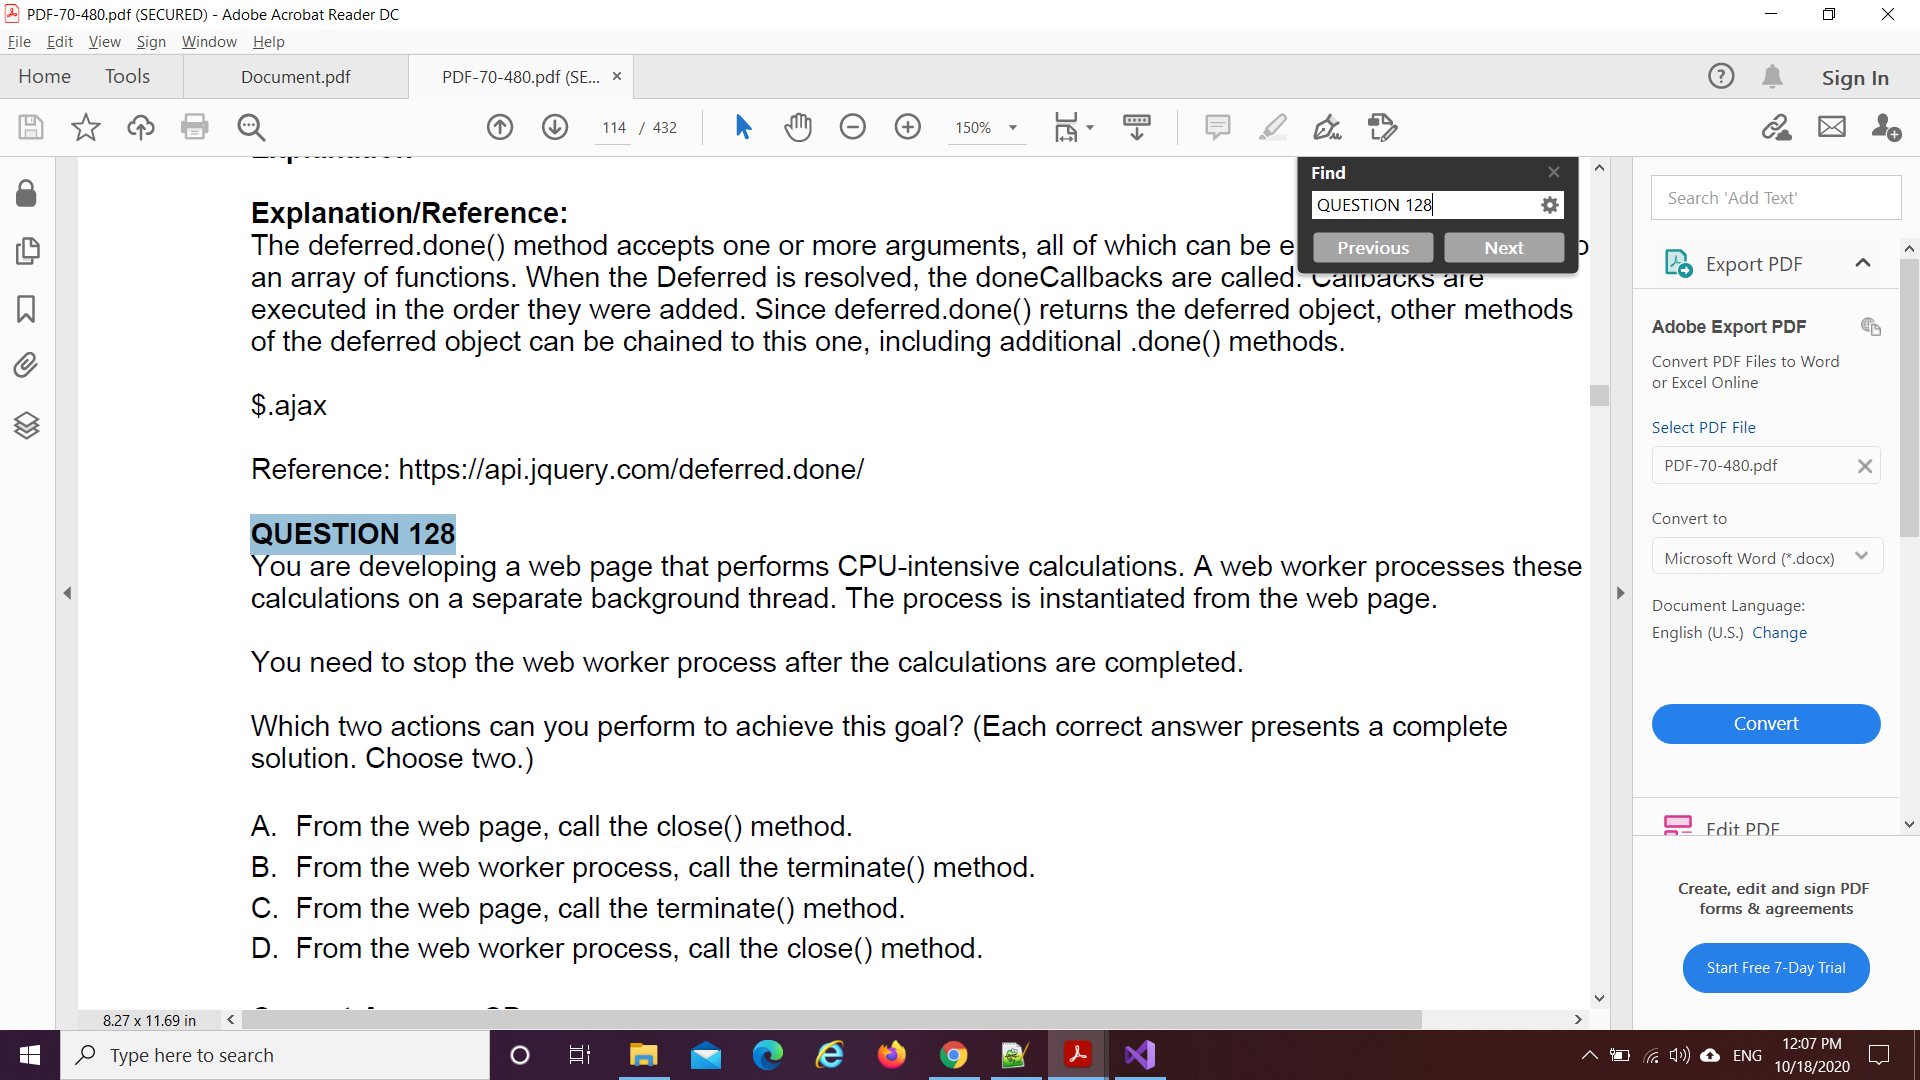 PDF-70-480.pdf (SECURED) - Adobe Acrobat Reader DC
File Edit View Sign Window Help
Home Tools Document.pdf PDF-70-480.pdf (SE... Sign In
114 / 432 150%
Find
QUESTION 128
Previous Next
Explanation/Reference:
The deferred.done() method accepts one or more arguments, all of which can be
an array of functions. When the Deferred is resolved, the doneCallbacks are called. Callbacks are
executed in the order they were added. Since deferred.done() returns the deferred object, other methods
of the deferred object can be chained to this one, including additional .done() methods.
$.ajax
Reference: https://api.jquery.com/deferred.done/
QUESTION 128
You are developing a web page that performs CPU-intensive calculations. A web worker processes these
calculations on a separate background thread. The process is instantiated from the web page.
You need to stop the web worker process after the calculations are completed.
Which two actions can you perform to achieve this goal? (Each correct answer presents a complete
solution. Choose two.)
A. From the web page, call the close() method.
B. From the web worker process, call the terminate() method.
C. From the web page, call the terminate() method.
D. From the web worker process, call the close() method.
8.27 x 11.69 in
Search 'Add Text'
Export PDF
Adobe Export PDF
Convert PDF Files to Word
or Excel Online
Select PDF File
PDF-70-480.pdf
Convert to
Microsoft Word (*.docx)
Document Language:
English (U.S.) Change
Convert
Edit PDF
Create, edit and sign PDF
forms & agreements
Start Free 7-Day Trial
Type here to search
ENG
12:07 PM
10/18/2020